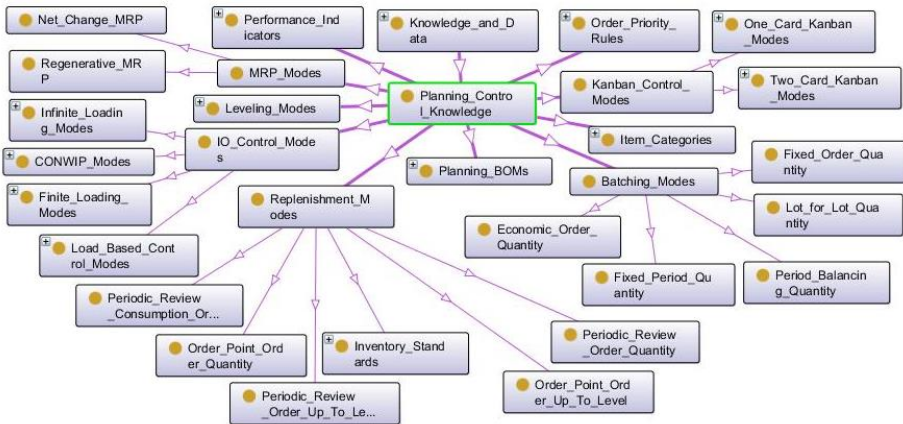 Net_Change_MRP
Performance_Ind
icators
Knowledge_and_D
ata
Order_Priority_
Rules
One_Card_Kanban
_Modes
Regenerative_MR
P
MRP_Modes
Planning_Contro
l_Knowledge
Kanban_Control_
Modes
Two_Card_Kanban
_Modes
Infinite_Loadin
g_Modes
Leveling_Modes
IO_Control_Mode
s
Item_Categories
CONWIP_Modes
Planning_BOMs
Fixed_Order_Qua
ntity
Finite_Loading_
Modes
Replenishment_M
odes
Batching_Modes
Lot_for_Lot_Qua
ntity
Load_Based_Cont
rol_Modes
Economic_Order_
Quantity
Fixed_Period_Qu
antity
Period_Balancin
g_Quantity
Periodic_Review
_Consumption_Or...
Order_Point_Ord
er_Quantity
Inventory_Stand
ards
Periodic_Review
_Order_Quantity
Periodic_Review
_Order_Up_To_Le...
Order_Point_Ord
er_Up_To_Level